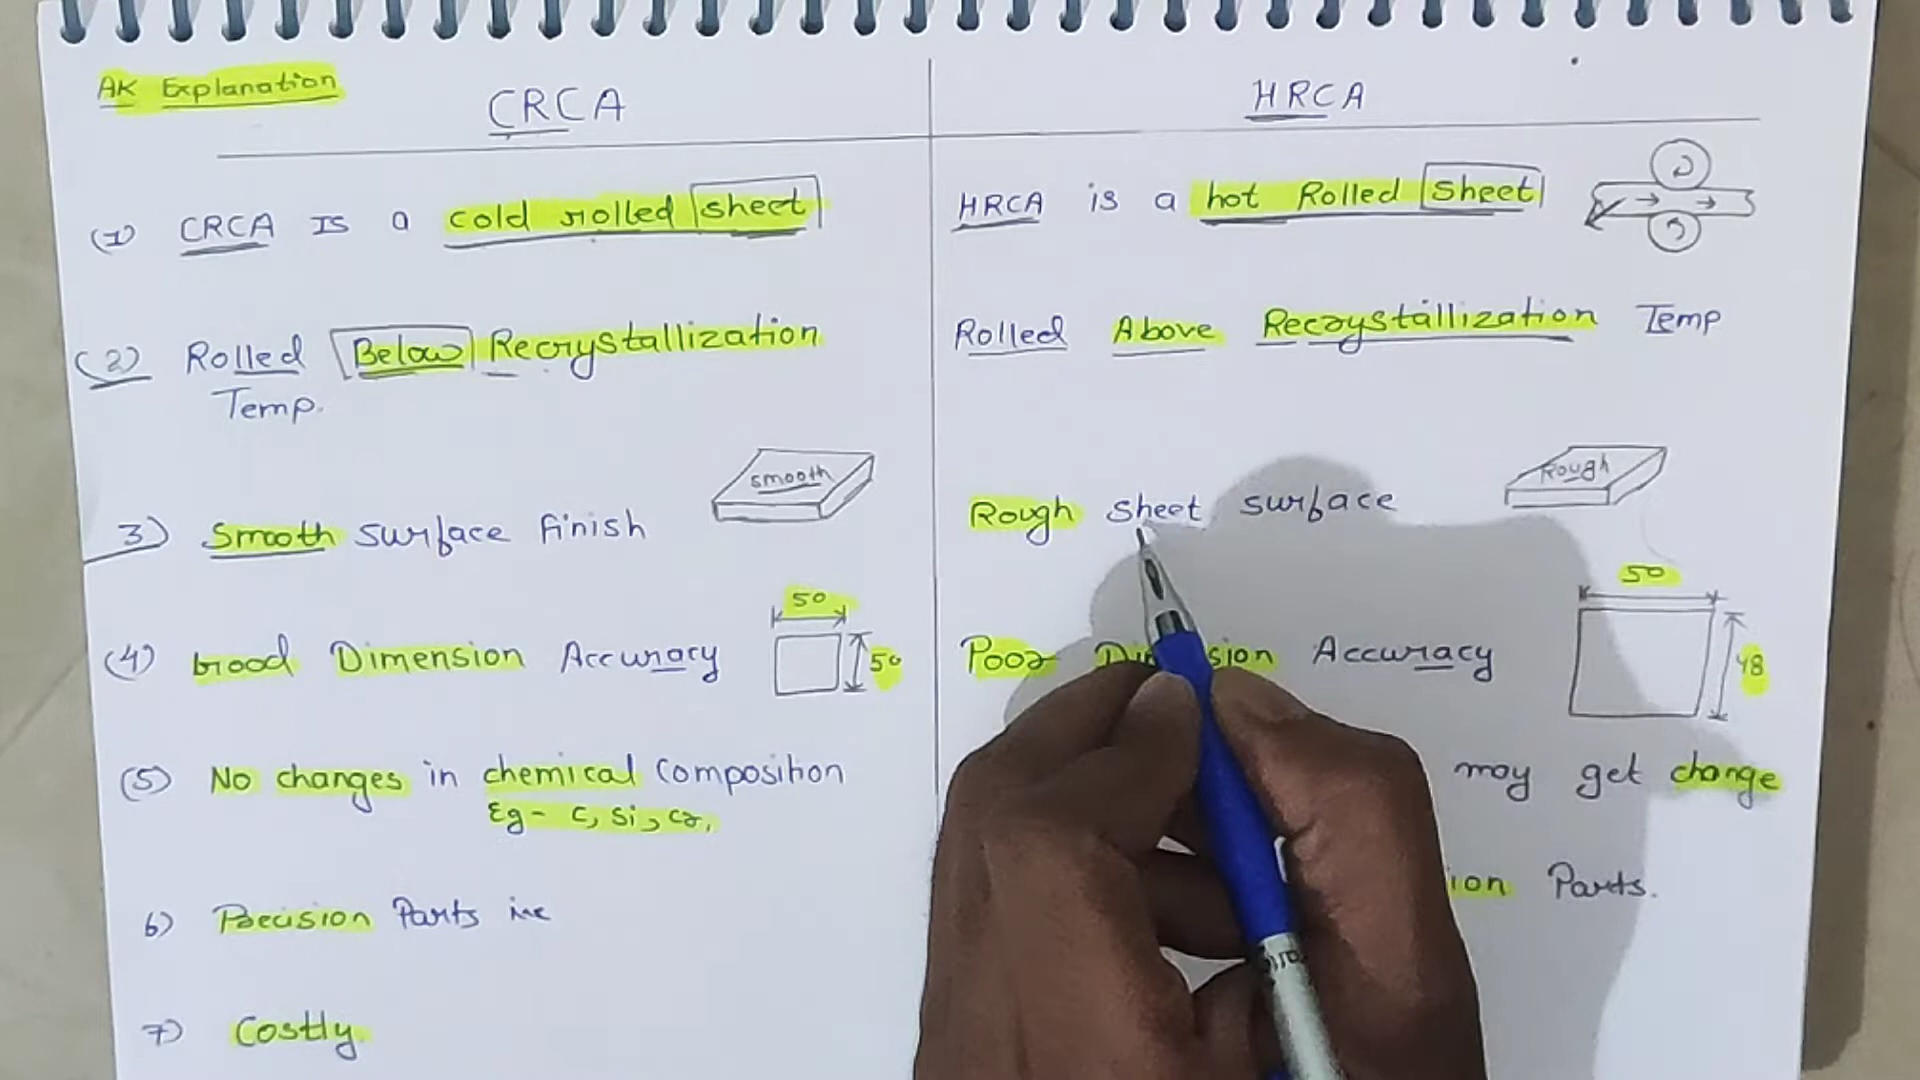 AK Explanation
CRCA
HRCA
(1) CRCA Is a cold rolled sheet
HRCA is a hot Rolled Sheet
(2) Rolled Below Recrystallization
Temp.
Rolled Above Recrystallization Temp
smooth
Rough
3) Smooth surface finish
Rough sheet surface
50
50
(4) Good Dimension Accuracy
50
Poor Accuracy
48
(5) No changes in chemical Composition
Eg- C, Si, Cr,
may get change
6) Precision Parts
Parts.
7) Costly.